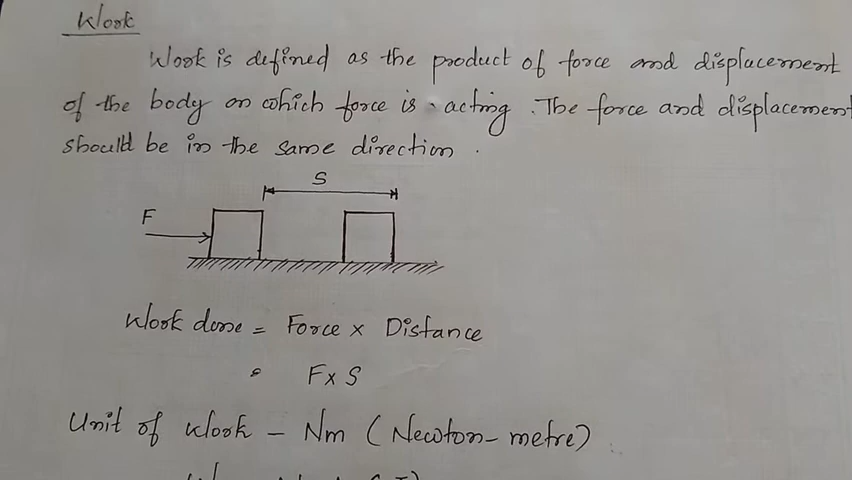 Work
Work is defined as the product of force and displacement
of the body on which force is acting. The force and displacement
should be in the same direction.
S
F
Work done = Force x Distance
= F x S
Unit of Work - Nm (Newton-metre)